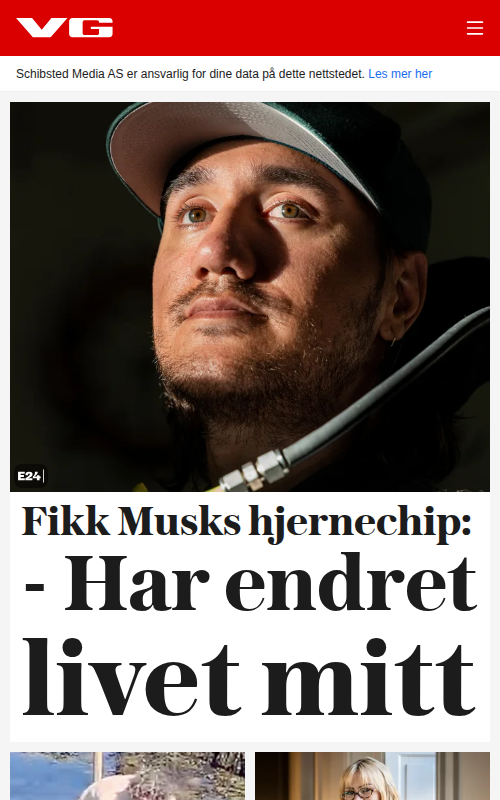 VG
Schibsted Media AS er ansvarlig for dine data på dette nettstedet. Les mer her
E24
Fikk Musks hjernechip:
- Har endret
livet mitt